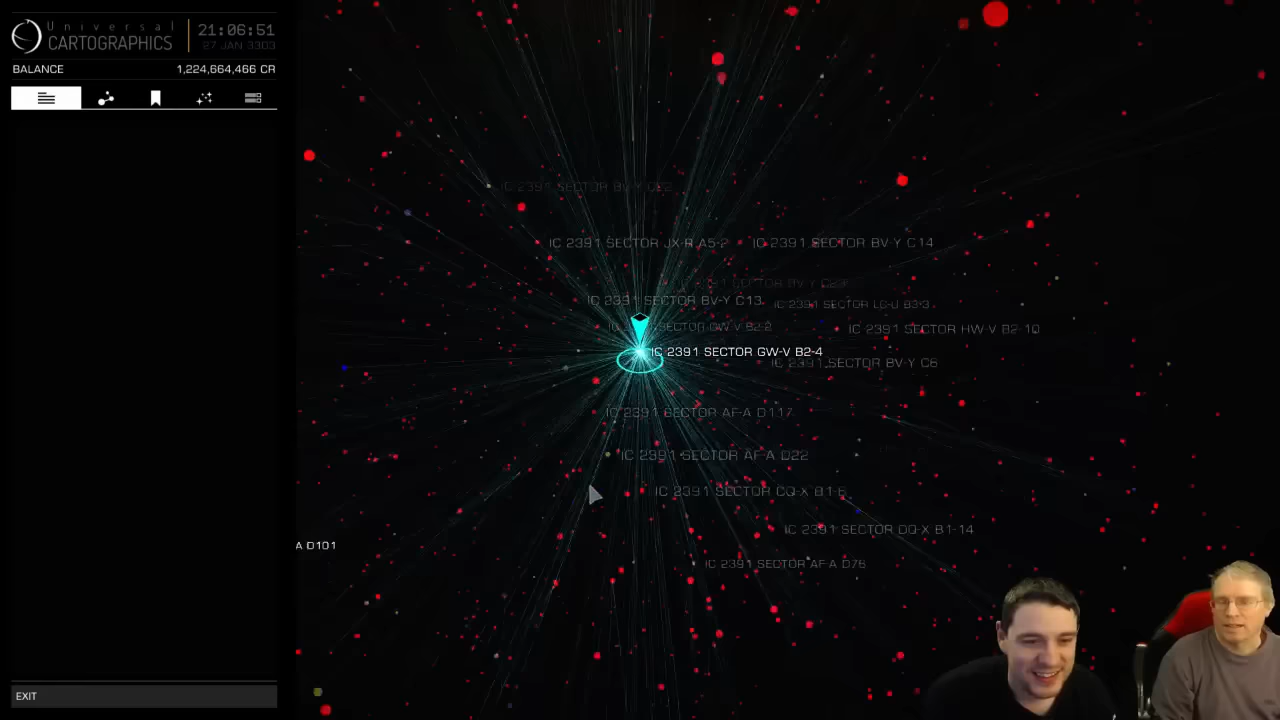 Universal
CARTOGRAPHICS
21:06:51
27 JAN 3303
BALANCE 1,224,664,466 CR
IC 2391 SECTOR JX-R A5-2
IC 2391 SECTOR BV-Y C14
IC 2391 SECTOR BV-Y C13
IC 2391 SECTOR HW-V B2-10
IC 2391 SECTOR GW-V B2-4
IC 2391 SECTOR BV-Y C6
IC 2391 SECTOR AF-A D117
IC 2391 SECTOR AF-A D22
IC 2391 SECTOR CQ-X B1-6
IC 2391 SECTOR DQ-X B1-14
A D101
IC 2391 SECTOR AF-A D76
EXIT